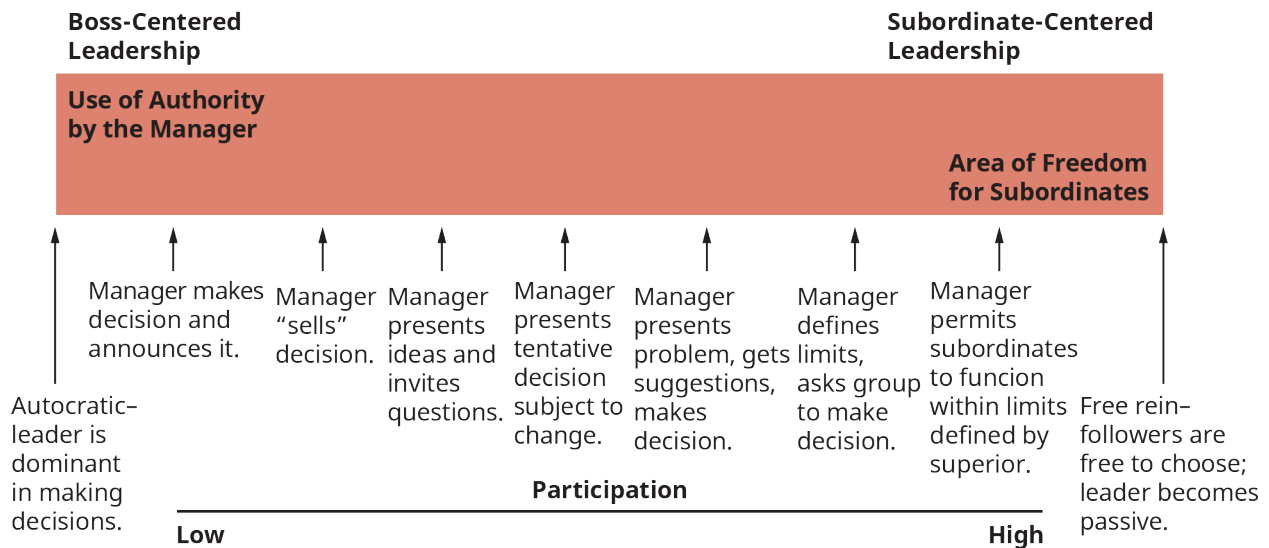 Boss-Centered
Leadership
Subordinate-Centered
Leadership
Use of Authority
by the Manager
Area of Freedom
for Subordinates
Autocratic–
leader is
dominant
in making
decisions.
Manager makes
decision and
announces it.
Manager
“sells”
decision.
Manager
presents
ideas and
invites
questions.
Manager
presents
tentative
decision
subject to
change.
Manager
presents
problem, gets
suggestions,
makes
decision.
Manager
defines
limits,
asks group
to make
decision.
Manager
permits
subordinates
to funcion
within limits
defined by
superior.
Free rein–
followers are
free to choose;
leader becomes
passive.
Participation
Low
High